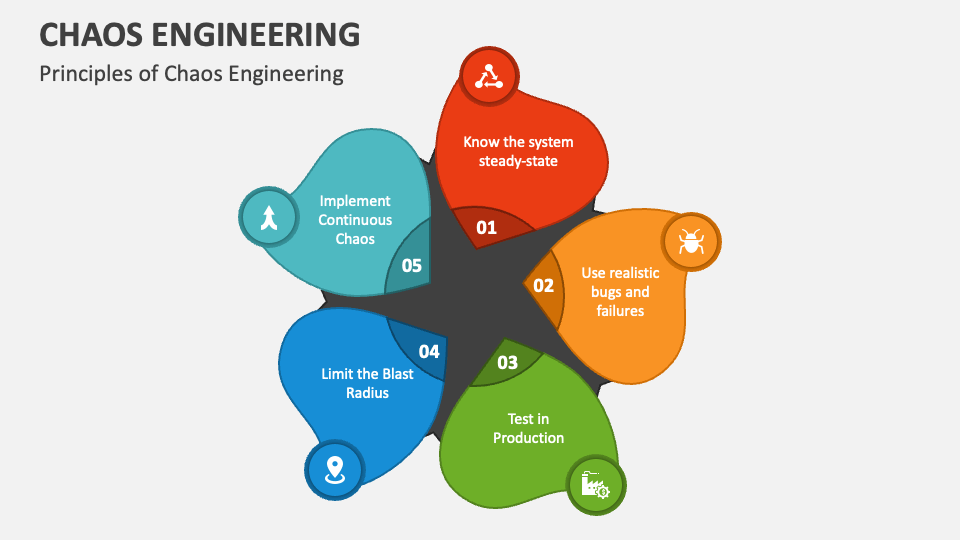 CHAOS ENGINEERING
Principles of Chaos Engineering
Know the system
steady-state
01
Use realistic
bugs and
failures
02
Test in
Production
03
Limit the Blast
Radius
04
Implement
Continuous
Chaos
05